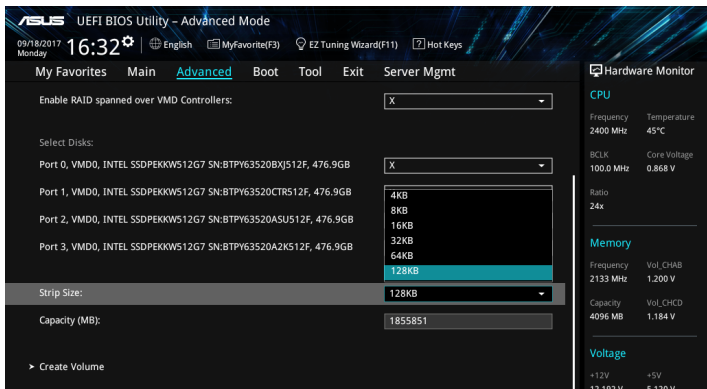 ASUS UEFI BIOS Utility – Advanced Mode
09/18/2017
Monday
16:32
English
MyFavorite(F3)
EZ Tuning Wizard(F11)
? Hot Keys
My Favorites Main Advanced Boot Tool Exit Server Mgmt
Enable RAID spanned over VMD Controllers: X
Select Disks:
Port 0, VMD0, INTEL SSDPEKKW512G7 SN:BTPY63520BXJ512F, 476.9GB X
Port 1, VMD0, INTEL SSDPEKKW512G7 SN:BTPY63520CTR512F, 476.9GB
Port 2, VMD0, INTEL SSDPEKKW512G7 SN:BTPY63520ASU512F, 476.9GB
Port 3, VMD0, INTEL SSDPEKKW512G7 SN:BTPY63520A2K512F, 476.9GB
4KB
8KB
16KB
32KB
64KB
128KB
Strip Size: 128KB
Capacity (MB): 1855851
> Create Volume
Hardware Monitor
CPU
Frequency Temperature
2400 MHz 45°C
BCLK Core Voltage
100.0 MHz 0.868 V
Ratio
24x
Memory
Frequency Vol_CHAB
2133 MHz 1.200 V
Capacity Vol_CHCD
4096 MB 1.184 V
Voltage
+12V +5V